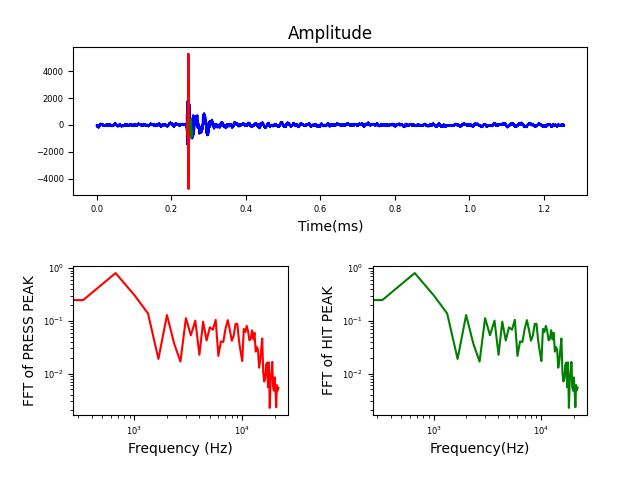 Amplitude
4000
2000
0
−2000
−4000
0.0 0.2 0.4 0.6 0.8 1.0 1.2
Time(ms)
FFT of PRESS PEAK
10⁰
10⁻¹
10⁻²
10³ 10⁴
Frequency (Hz)
FFT of HIT PEAK
10⁰
10⁻¹
10⁻²
10³ 10⁴
Frequency(Hz)